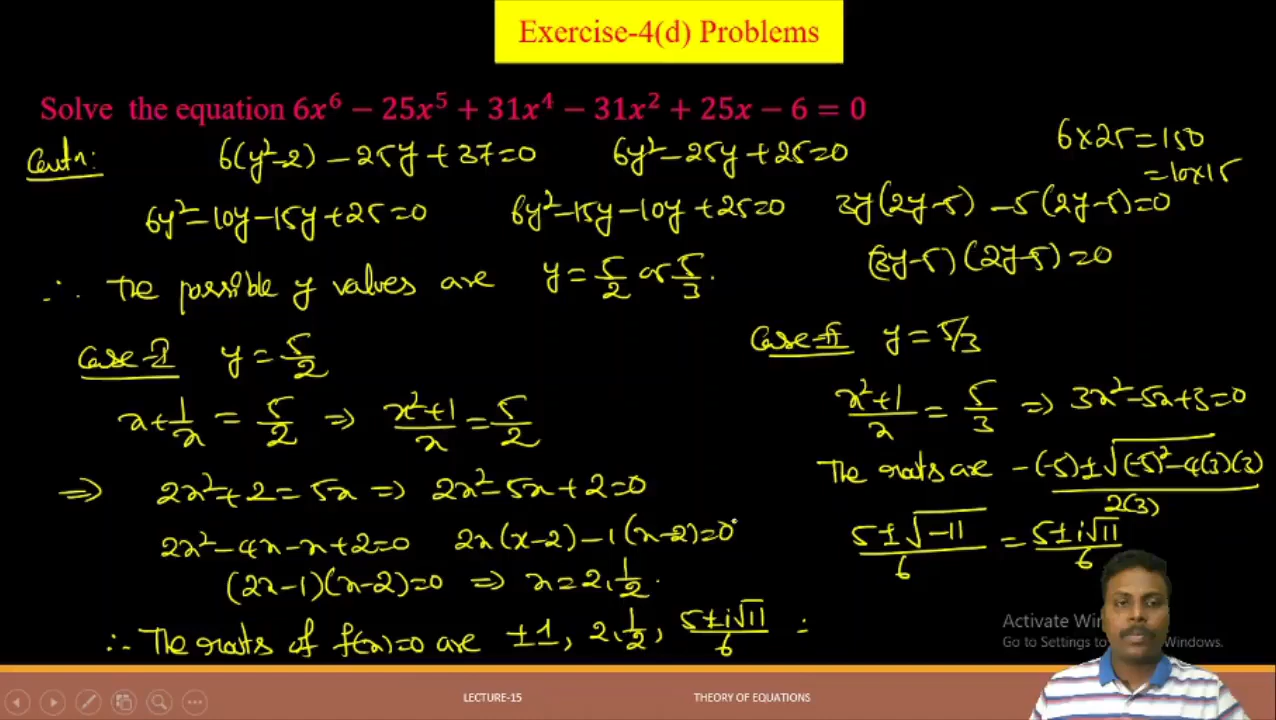 Exercise-4(d) Problems
Solve the equation 6x⁶ − 25x⁵ + 31x⁴ − 31x² + 25x − 6 = 0
6×25=150
=10×15
Contn: 6(y²-2) - 25y + 37=0 6y²-25y+25=0
6y²-10y-15y+25=0 6y²-15y-10y+25=0 3y(2y-5) -5(2y-5)=0
(3y-5)(2y-5)=0
∴ The possible y values are y = 5/2 or 5/3.
Case-I y = 5/2
x+1/x = 5/2 ⇒ (x²+1)/x = 5/2
⇒ 2x²+2=5x ⇒ 2x²-5x+2=0
2x²-4x-x+2=0 2x(x-2)-1(x-2)=0
(2x-1)(x-2)=0 ⇒ x=2,1/2.
Case-II y = 5/3
(x²+1)/x = 5/3 ⇒ 3x²-5x+3=0
The roots are (-(-5)±√((-5)²-4(3)(3)))/2(3)
(5±√-11)/6 = (5±i√11)/6
∴ The roots of f(x)=0 are ±1, 2,1/2, (5±i√11)/6 =
Activate Win
Go to Settings to Windows.
LECTURE-15 THEORY OF EQUATIONS